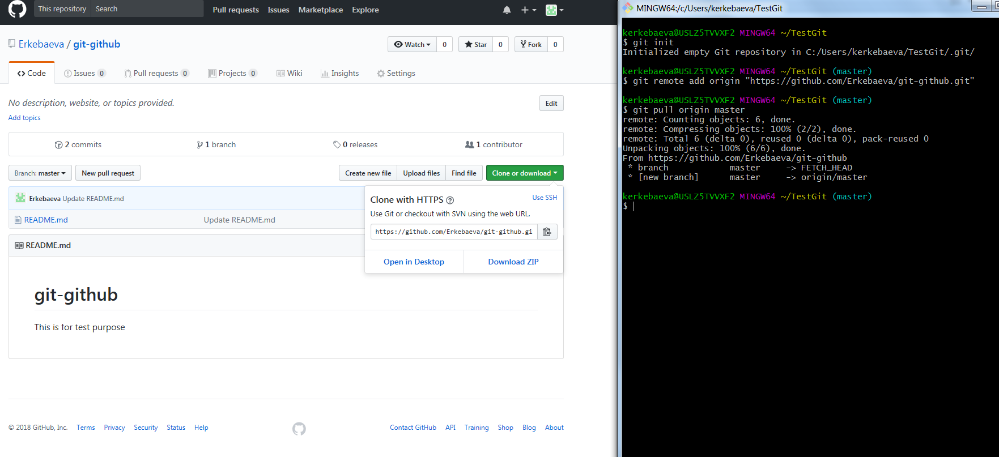 This repository Search Pull requests Issues Marketplace Explore
Erkebaeva / git-github
Watch 0 Star 0 Fork 0
Code Issues 0 Pull requests 0 Projects 0 Wiki Insights Settings
No description, website, or topics provided.
Edit
Add topics
2 commits 1 branch 0 releases 1 contributor
Branch: master New pull request Create new file Upload files Find file Clone or download
Erkebaeva Update README.md
README.md Update README.md
Clone with HTTPS ? Use SSH
Use Git or checkout with SVN using the web URL.
https://github.com/Erkebaeva/git-github.gi
Open in Desktop Download ZIP
README.md
git-github
This is for test purpose
© 2018 GitHub, Inc. Terms Privacy Security Status Help Contact GitHub API Training Shop Blog About
MINGW64:/c/Users/kerkebaeva/TestGit
kerkebaeva@USLZ5TVVXF2 MINGW64 ~/TestGit
$ git init
Initialized empty Git repository in C:/Users/kerkebaeva/TestGit/.git/
kerkebaeva@USLZ5TVVXF2 MINGW64 ~/TestGit (master)
$ git remote add origin "https://github.com/Erkebaeva/git-github.git"
kerkebaeva@USLZ5TVVXF2 MINGW64 ~/TestGit (master)
$ git pull origin master
remote: Counting objects: 6, done.
remote: Compressing objects: 100% (2/2), done.
remote: Total 6 (delta 0), reused 0 (delta 0), pack-reused 0
Unpacking objects: 100% (6/6), done.
From https://github.com/Erkebaeva/git-github
* branch master -> FETCH_HEAD
* [new branch] master -> origin/master
kerkebaeva@USLZ5TVVXF2 MINGW64 ~/TestGit (master)
$